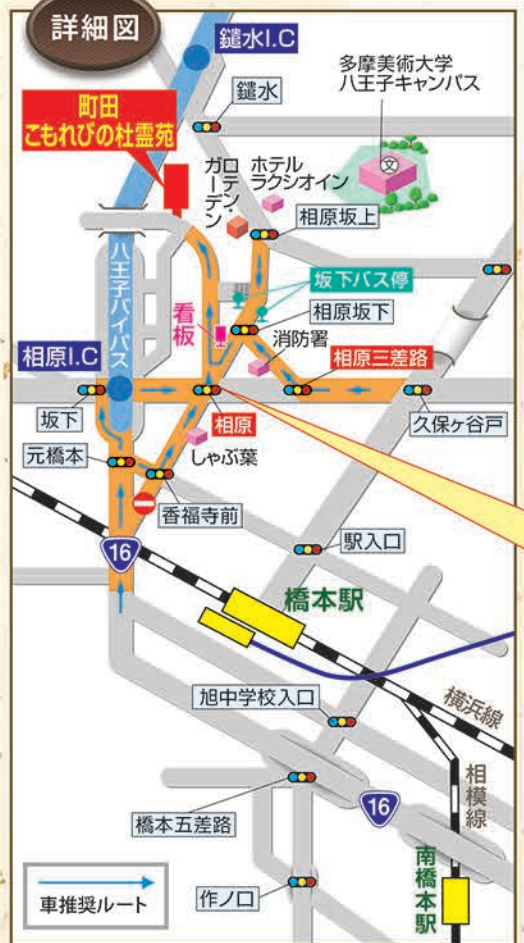 詳細図
鑓水I.C
多摩美術大学
八王子キャンパス
鑓水
町田
こもれびの杜霊苑
文
ロテン・
ガーデン
ホテル
ラクシオイン
相原坂上
八王子バイパス
坂下バス停
看板
相原坂下
相原I.C
消防署
相原三差路
坂下
相原
久保ヶ谷戸
元橋本
しゃぶ葉
香福寺前
16
駅入口
橋本駅
旭中学校入口
横浜線
相模線
橋本五差路
16
南橋本駅
車推奨ルート
作ノ口